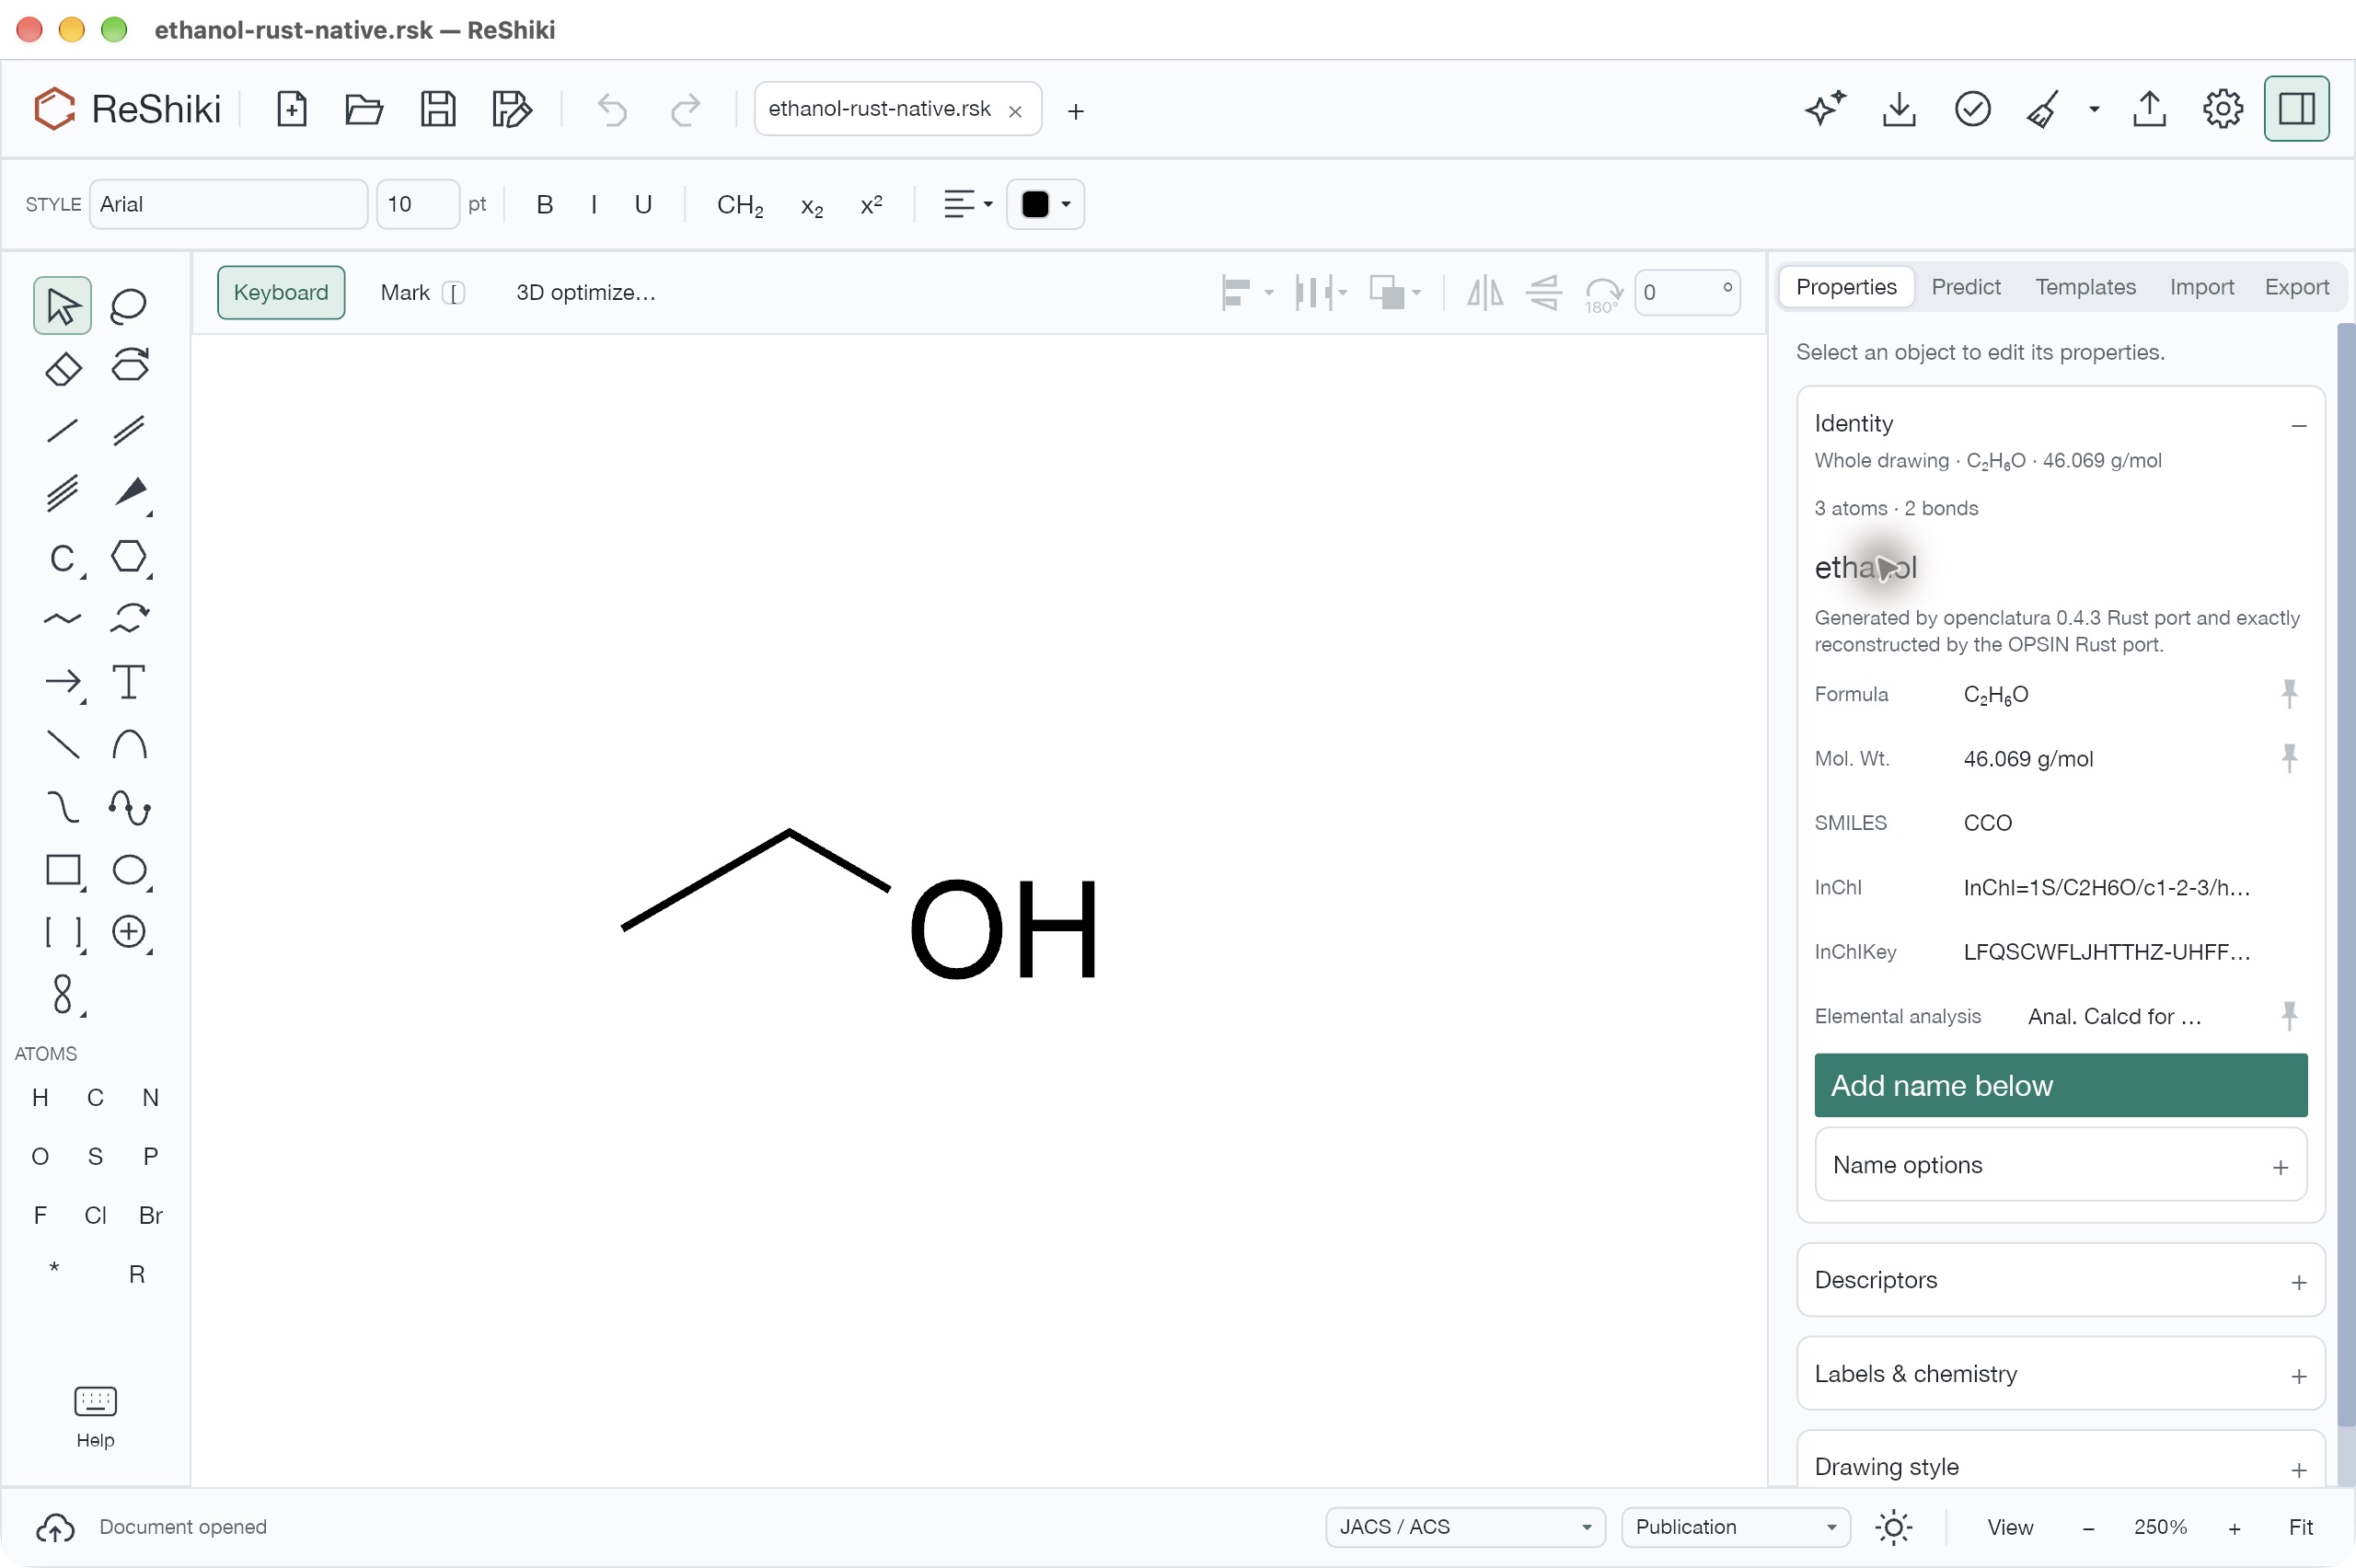 ethanol-rust-native.rsk — ReShiki
ReShiki
ethanol-rust-native.rsk × +
STYLE Arial 10 pt B I U CH₂ x₂ x²
Keyboard Mark [ 3D optimize... 180° 0 °
Properties Predict Templates Import Export
Select an object to edit its properties.
Identity –
Whole drawing · C₂H₆O · 46.069 g/mol
3 atoms · 2 bonds
ethanol
Generated by openclatura 0.4.3 Rust port and exactly
reconstructed by the OPSIN Rust port.
Formula C₂H₆O
Mol. Wt. 46.069 g/mol
SMILES CCO
InChI InChI=1S/C2H6O/c1-2-3/h...
InChIKey LFQSCWFLJHTTHZ-UHFF...
Elemental analysis Anal. Calcd for ...
Add name below
Name options +
Descriptors +
Labels & chemistry +
Drawing style +
C
T
[ ]
ATOMS
H C N
O S P
F Cl Br
* R
Help
OH
Document opened
JACS / ACS Publication View – 250% + Fit